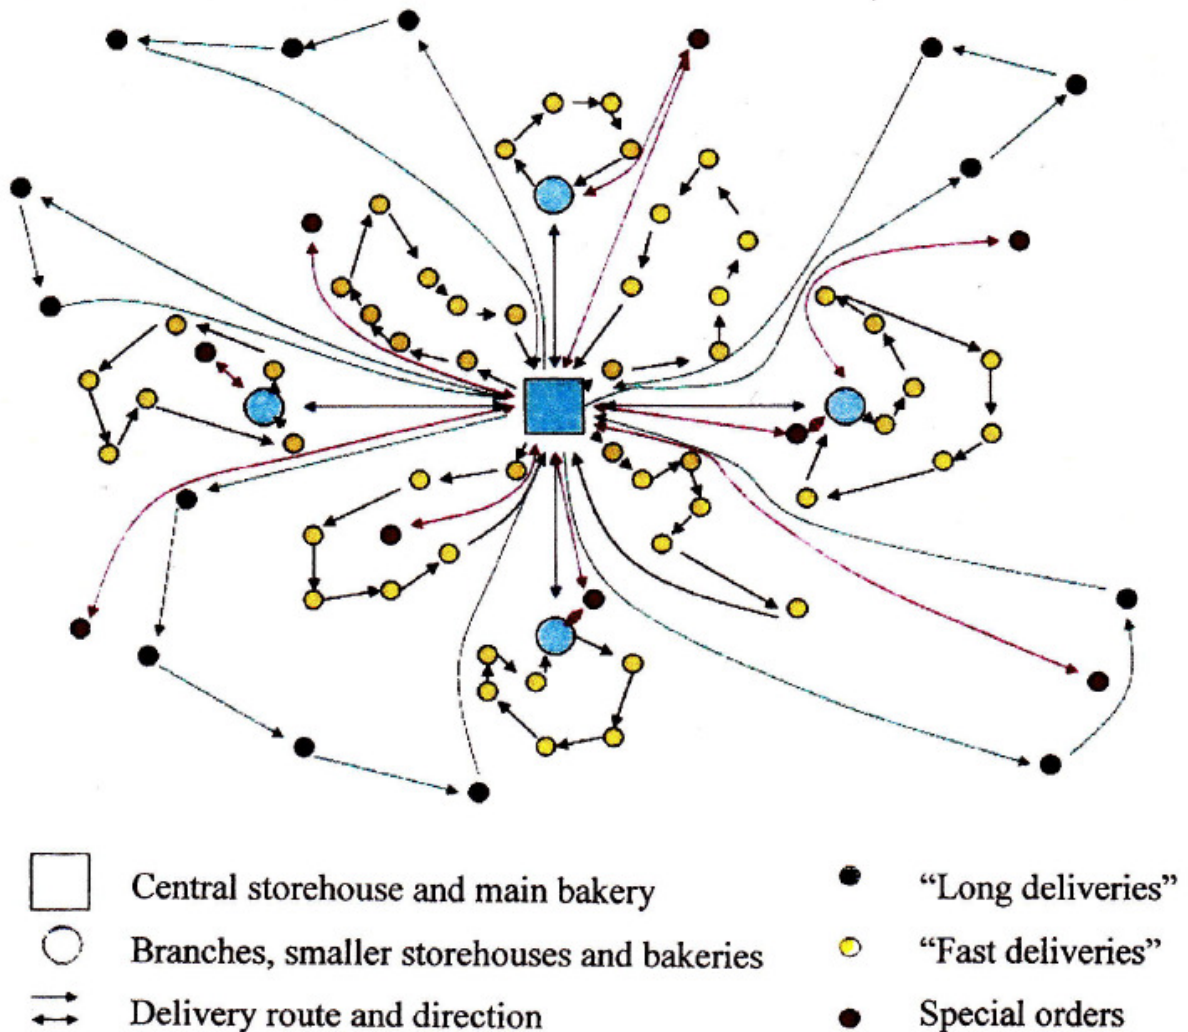 Central storehouse and main bakery
Branches, smaller storehouses and bakeries
Delivery route and direction
“Long deliveries”
“Fast deliveries”
Special orders